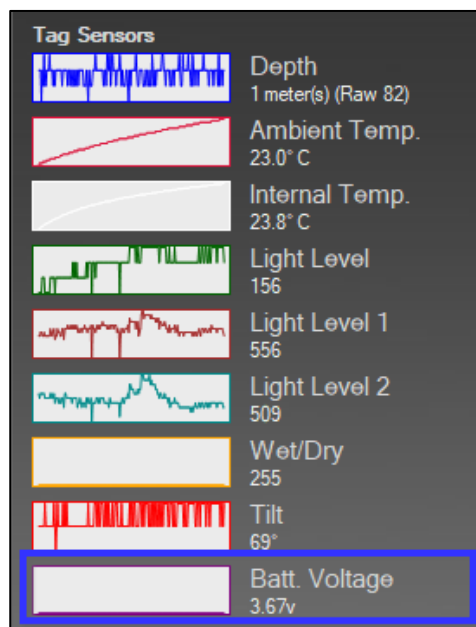 Tag Sensors
Depth
1 meter(s) (Raw 82)
Ambient Temp.
23.0° C
Internal Temp.
23.8° C
Light Level
156
Light Level 1
556
Light Level 2
509
Wet/Dry
255
Tilt
69°
Batt. Voltage
3.67v